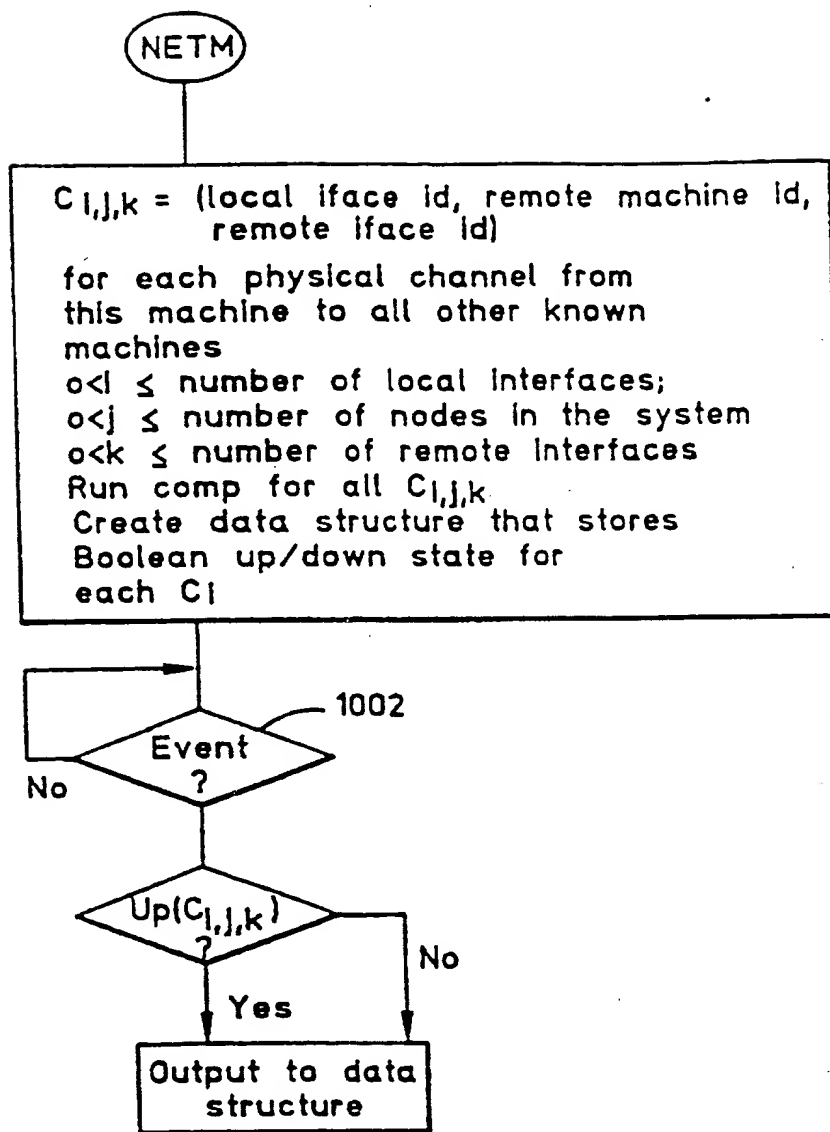 NETM
C i,j,k = (local iface id, remote machine id,
remote iface id)
for each physical channel from
this machine to all other known
machines
o<i ≤ number of local interfaces;
o<j ≤ number of nodes in the system
o<k ≤ number of remote interfaces
Run comp for all C i,j,k
Create data structure that stores
Boolean up/down state for
each Ci
1002
Event
?
No
Up(C i,j,k)
?
No
Yes
Output to data
structure